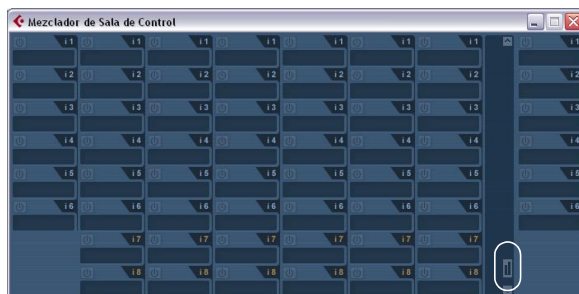 Mezclador de Sala de Control
i 1 i 1 i 1 i 1 i 1 i 1 i 1 i 1
i 2 i 2 i 2 i 2 i 2 i 2 i 2 i 2
i 3 i 3 i 3 i 3 i 3 i 3 i 3 i 3
i 4 i 4 i 4 i 4 i 4 i 4 i 4 i 4
i 5 i 5 i 5 i 5 i 5 i 5 i 5 i 5
i 6 i 6 i 6 i 6 i 6 i 6 i 6 i 6
i 7 i 7 i 7 i 7 i 7 i 7
i 8 i 8 i 8 i 8 i 8 i 8